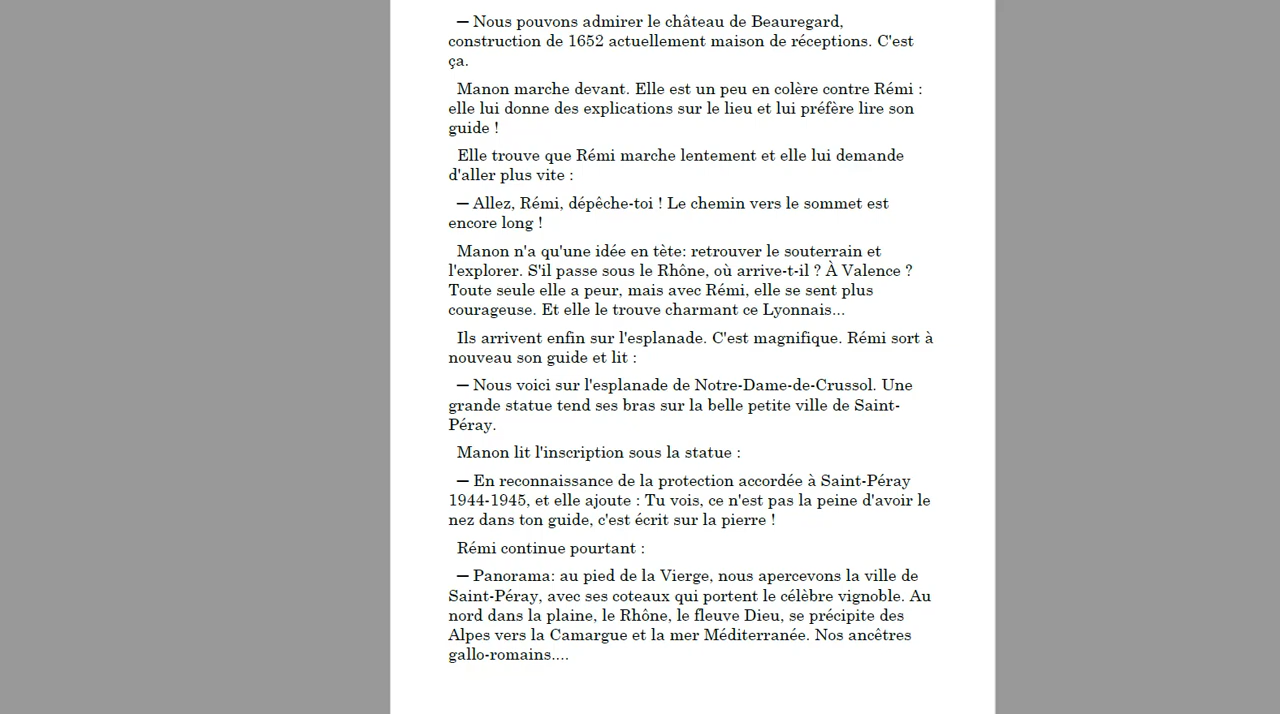 — Nous pouvons admirer le château de Beauregard,
construction de 1652 actuellement maison de réceptions. C'est
ça.
Manon marche devant. Elle est un peu en colère contre Rémi :
elle lui donne des explications sur le lieu et lui préfère lire son
guide !
Elle trouve que Rémi marche lentement et elle lui demande
d'aller plus vite :
— Allez, Rémi, dépêche-toi ! Le chemin vers le sommet est
encore long !
Manon n'a qu'une idée en tète: retrouver le souterrain et
l'explorer. S'il passe sous le Rhône, où arrive-t-il ? À Valence ?
Toute seule elle a peur, mais avec Rémi, elle se sent plus
courageuse. Et elle le trouve charmant ce Lyonnais...
Ils arrivent enfin sur l'esplanade. C'est magnifique. Rémi sort à
nouveau son guide et lit :
— Nous voici sur l'esplanade de Notre-Dame-de-Crussol. Une
grande statue tend ses bras sur la belle petite ville de Saint-
Péray.
Manon lit l'inscription sous la statue :
— En reconnaissance de la protection accordée à Saint-Péray
1944-1945, et elle ajoute : Tu vois, ce n'est pas la peine d'avoir le
nez dans ton guide, c'est écrit sur la pierre !
Rémi continue pourtant :
— Panorama: au pied de la Vierge, nous apercevons la ville de
Saint-Péray, avec ses coteaux qui portent le célèbre vignoble. Au
nord dans la plaine, le Rhône, le fleuve Dieu, se précipite des
Alpes vers la Camargue et la mer Méditerranée. Nos ancêtres
gallo-romains....